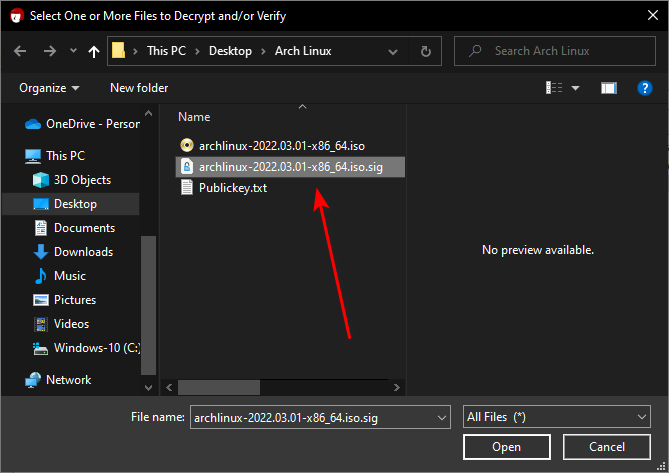 Select One or More Files to Decrypt and/or Verify
This PC > Desktop > Arch Linux
Search Arch Linux
Organize
New folder
?
OneDrive - Person
This PC
3D Objects
Desktop
Documents
Downloads
Music
Pictures
Videos
Windows-10 (C:)
Network
Name
archlinux-2022.03.01-x86_64.iso
archlinux-2022.03.01-x86_64.iso.sig
Publickey.txt
No preview available.
File name:
archlinux-2022.03.01-x86_64.iso.sig
All Files (*)
Open
Cancel